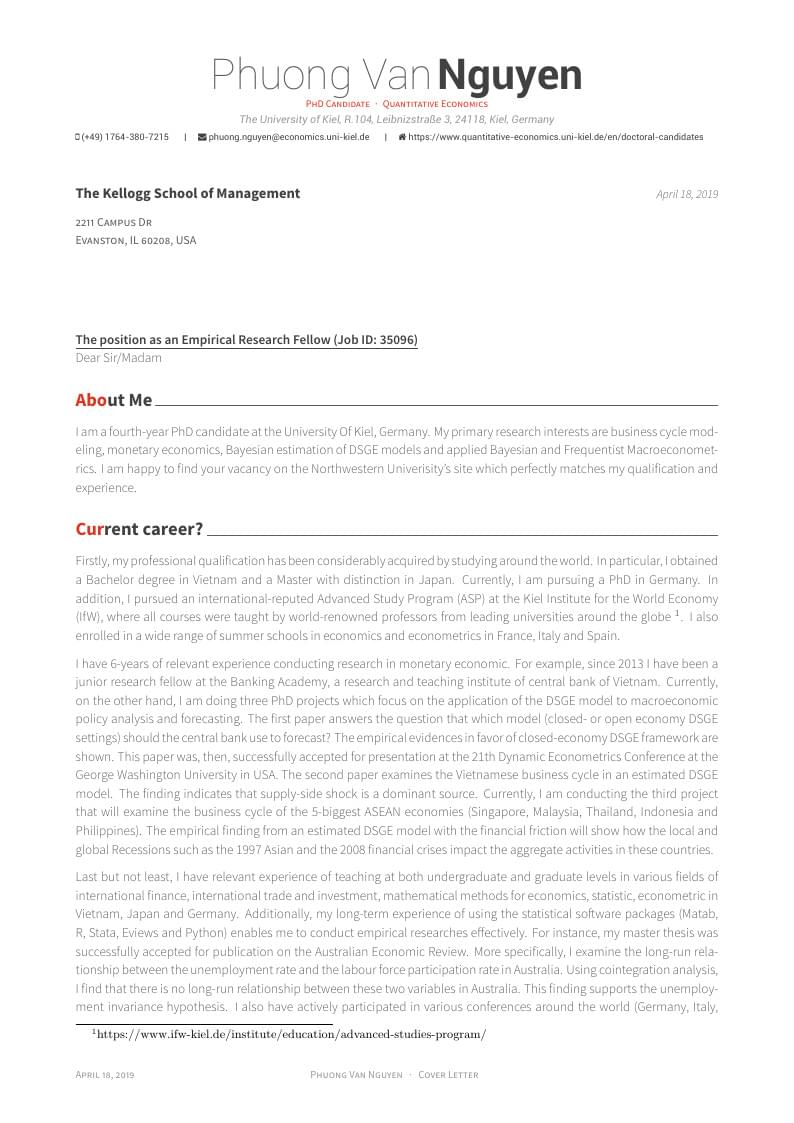 Phuong Van Nguyen
PhD Candidate · Quantitative Economics
The University of Kiel, R.104, Leibnizstraße 3, 24118, Kiel, Germany
(+49) 1764-380-7215 | phuong.nguyen@economics.uni-kiel.de | https://www.quantitative-economics.uni-kiel.de/en/doctoral-candidates
The Kellogg School of Management
April 18, 2019
2211 Campus Dr
Evanston, IL 60208, USA
The position as an Empirical Research Fellow (Job ID: 35096)
Dear Sir/Madam
About Me
I am a fourth-year PhD candidate at the University Of Kiel, Germany. My primary research interests are business cycle mod-
eling, monetary economics, Bayesian estimation of DSGE models and applied Bayesian and Frequentist Macroeconomet-
rics. I am happy to find your vacancy on the Northwestern Univerisity's site which perfectly matches my qualification and
experience.
Current career?
Firstly, my professional qualification has been considerably acquired by studying around the world. In particular, I obtained
a Bachelor degree in Vietnam and a Master with distinction in Japan. Currently, I am pursuing a PhD in Germany. In
addition, I pursued an international-reputed Advanced Study Program (ASP) at the Kiel Institute for the World Economy
(IfW), where all courses were taught by world-renowned professors from leading universities around the globe 1. I also
enrolled in a wide range of summer schools in economics and econometrics in France, Italy and Spain.
I have 6-years of relevant experience conducting research in monetary economic. For example, since 2013 I have been a
junior research fellow at the Banking Academy, a research and teaching institute of central bank of Vietnam. Currently,
on the other hand, I am doing three PhD projects which focus on the application of the DSGE model to macroeconomic
policy analysis and forecasting. The first paper answers the question that which model (closed- or open economy DSGE
settings) should the central bank use to forecast? The empirical evidences in favor of closed-economy DSGE framework are
shown. This paper was, then, successfully accepted for presentation at the 21th Dynamic Econometrics Conference at the
George Washington University in USA. The second paper examines the Vietnamese business cycle in an estimated DSGE
model. The finding indicates that supply-side shock is a dominant source. Currently, I am conducting the third project
that will examine the business cycle of the 5-biggest ASEAN economies (Singapore, Malaysia, Thailand, Indonesia and
Philippines). The empirical finding from an estimated DSGE model with the financial friction will show how the local and
global Recessions such as the 1997 Asian and the 2008 financial crises impact the aggregate activities in these countries.
Last but not least, I have relevant experience of teaching at both undergraduate and graduate levels in various fields of
international finance, international trade and investment, mathematical methods for economics, statistic, econometric in
Vietnam, Japan and Germany. Additionally, my long-term experience of using the statistical software packages (Matab,
R, Stata, Eviews and Python) enables me to conduct empirical researches effectively. For instance, my master thesis was
successfully accepted for publication on the Australian Economic Review. More specifically, I examine the long-run rela-
tionship between the unemployment rate and the labour force participation rate in Australia. Using cointegration analysis,
I find that there is no long-run relationship between these two variables in Australia. This finding supports the unemploy-
ment invariance hypothesis. I also have actively participated in various conferences around the world (Germany, Italy,
1https://www.ifw-kiel.de/institute/education/advanced-studies-program/
April 18, 2019
Phuong Van Nguyen · Cover Letter